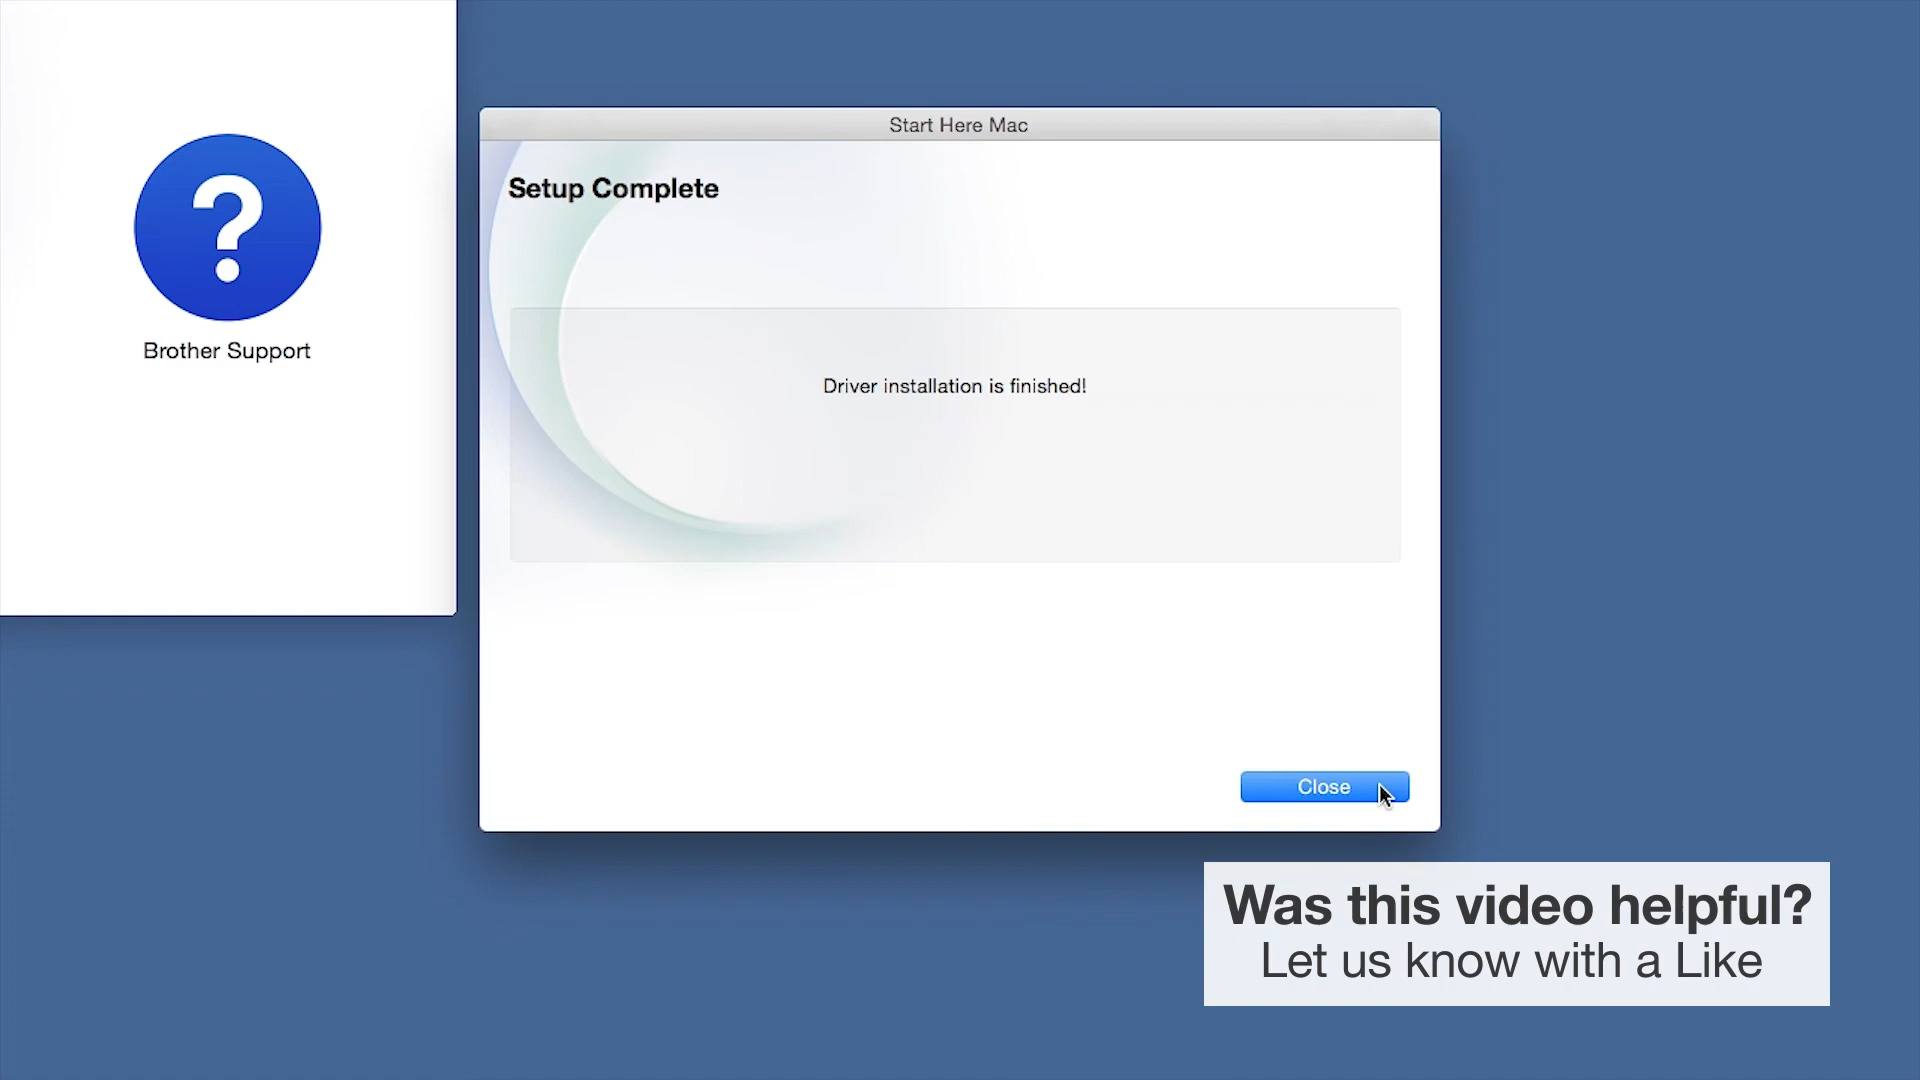 Start Here Mac
Setup Complete
?
Brother Support
Driver installation is finished!
Close
Was this video helpful?
Let us know with a Like